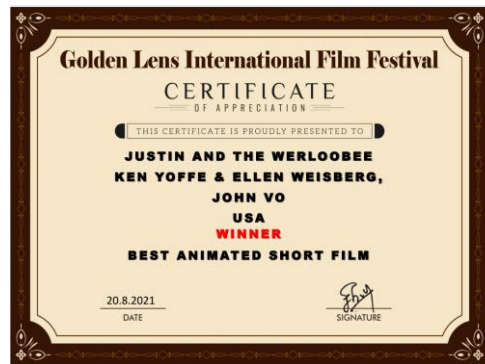 Golden Lens International Film Festival
CERTIFICATE
OF APPRECIATION
THIS CERTIFICATE IS PROUDLY PRESENTED TO
JUSTIN AND THE WERLOOBEE
KEN YOFFE & ELLEN WEISBERG,
JOHN VO
USA
WINNER
BEST ANIMATED SHORT FILM
20.8.2021
DATE
SIGNATURE